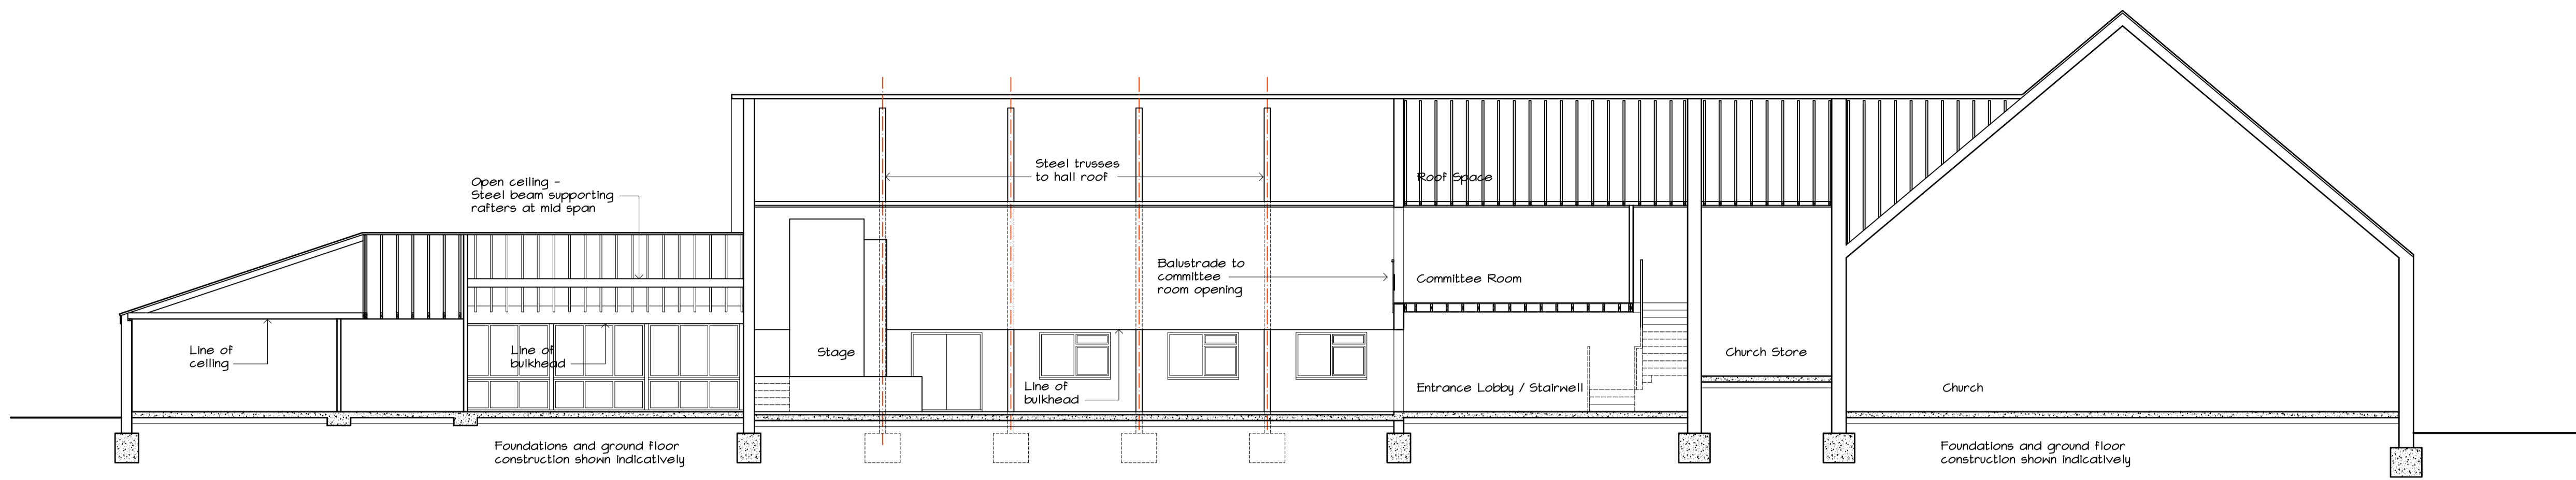 Open ceiling -
Steel beam supporting
rafters at mid span
Line of
ceiling
Line of
bulkhead
Foundations and ground floor
construction shown indicatively
Stage
Steel trusses
to hall roof
Line of
bulkhead
Balustrade to
committee
room opening
Roof Space
Committee Room
Entrance Lobby / Stairwell
Church Store
Church
Foundations and ground floor
construction shown indicatively